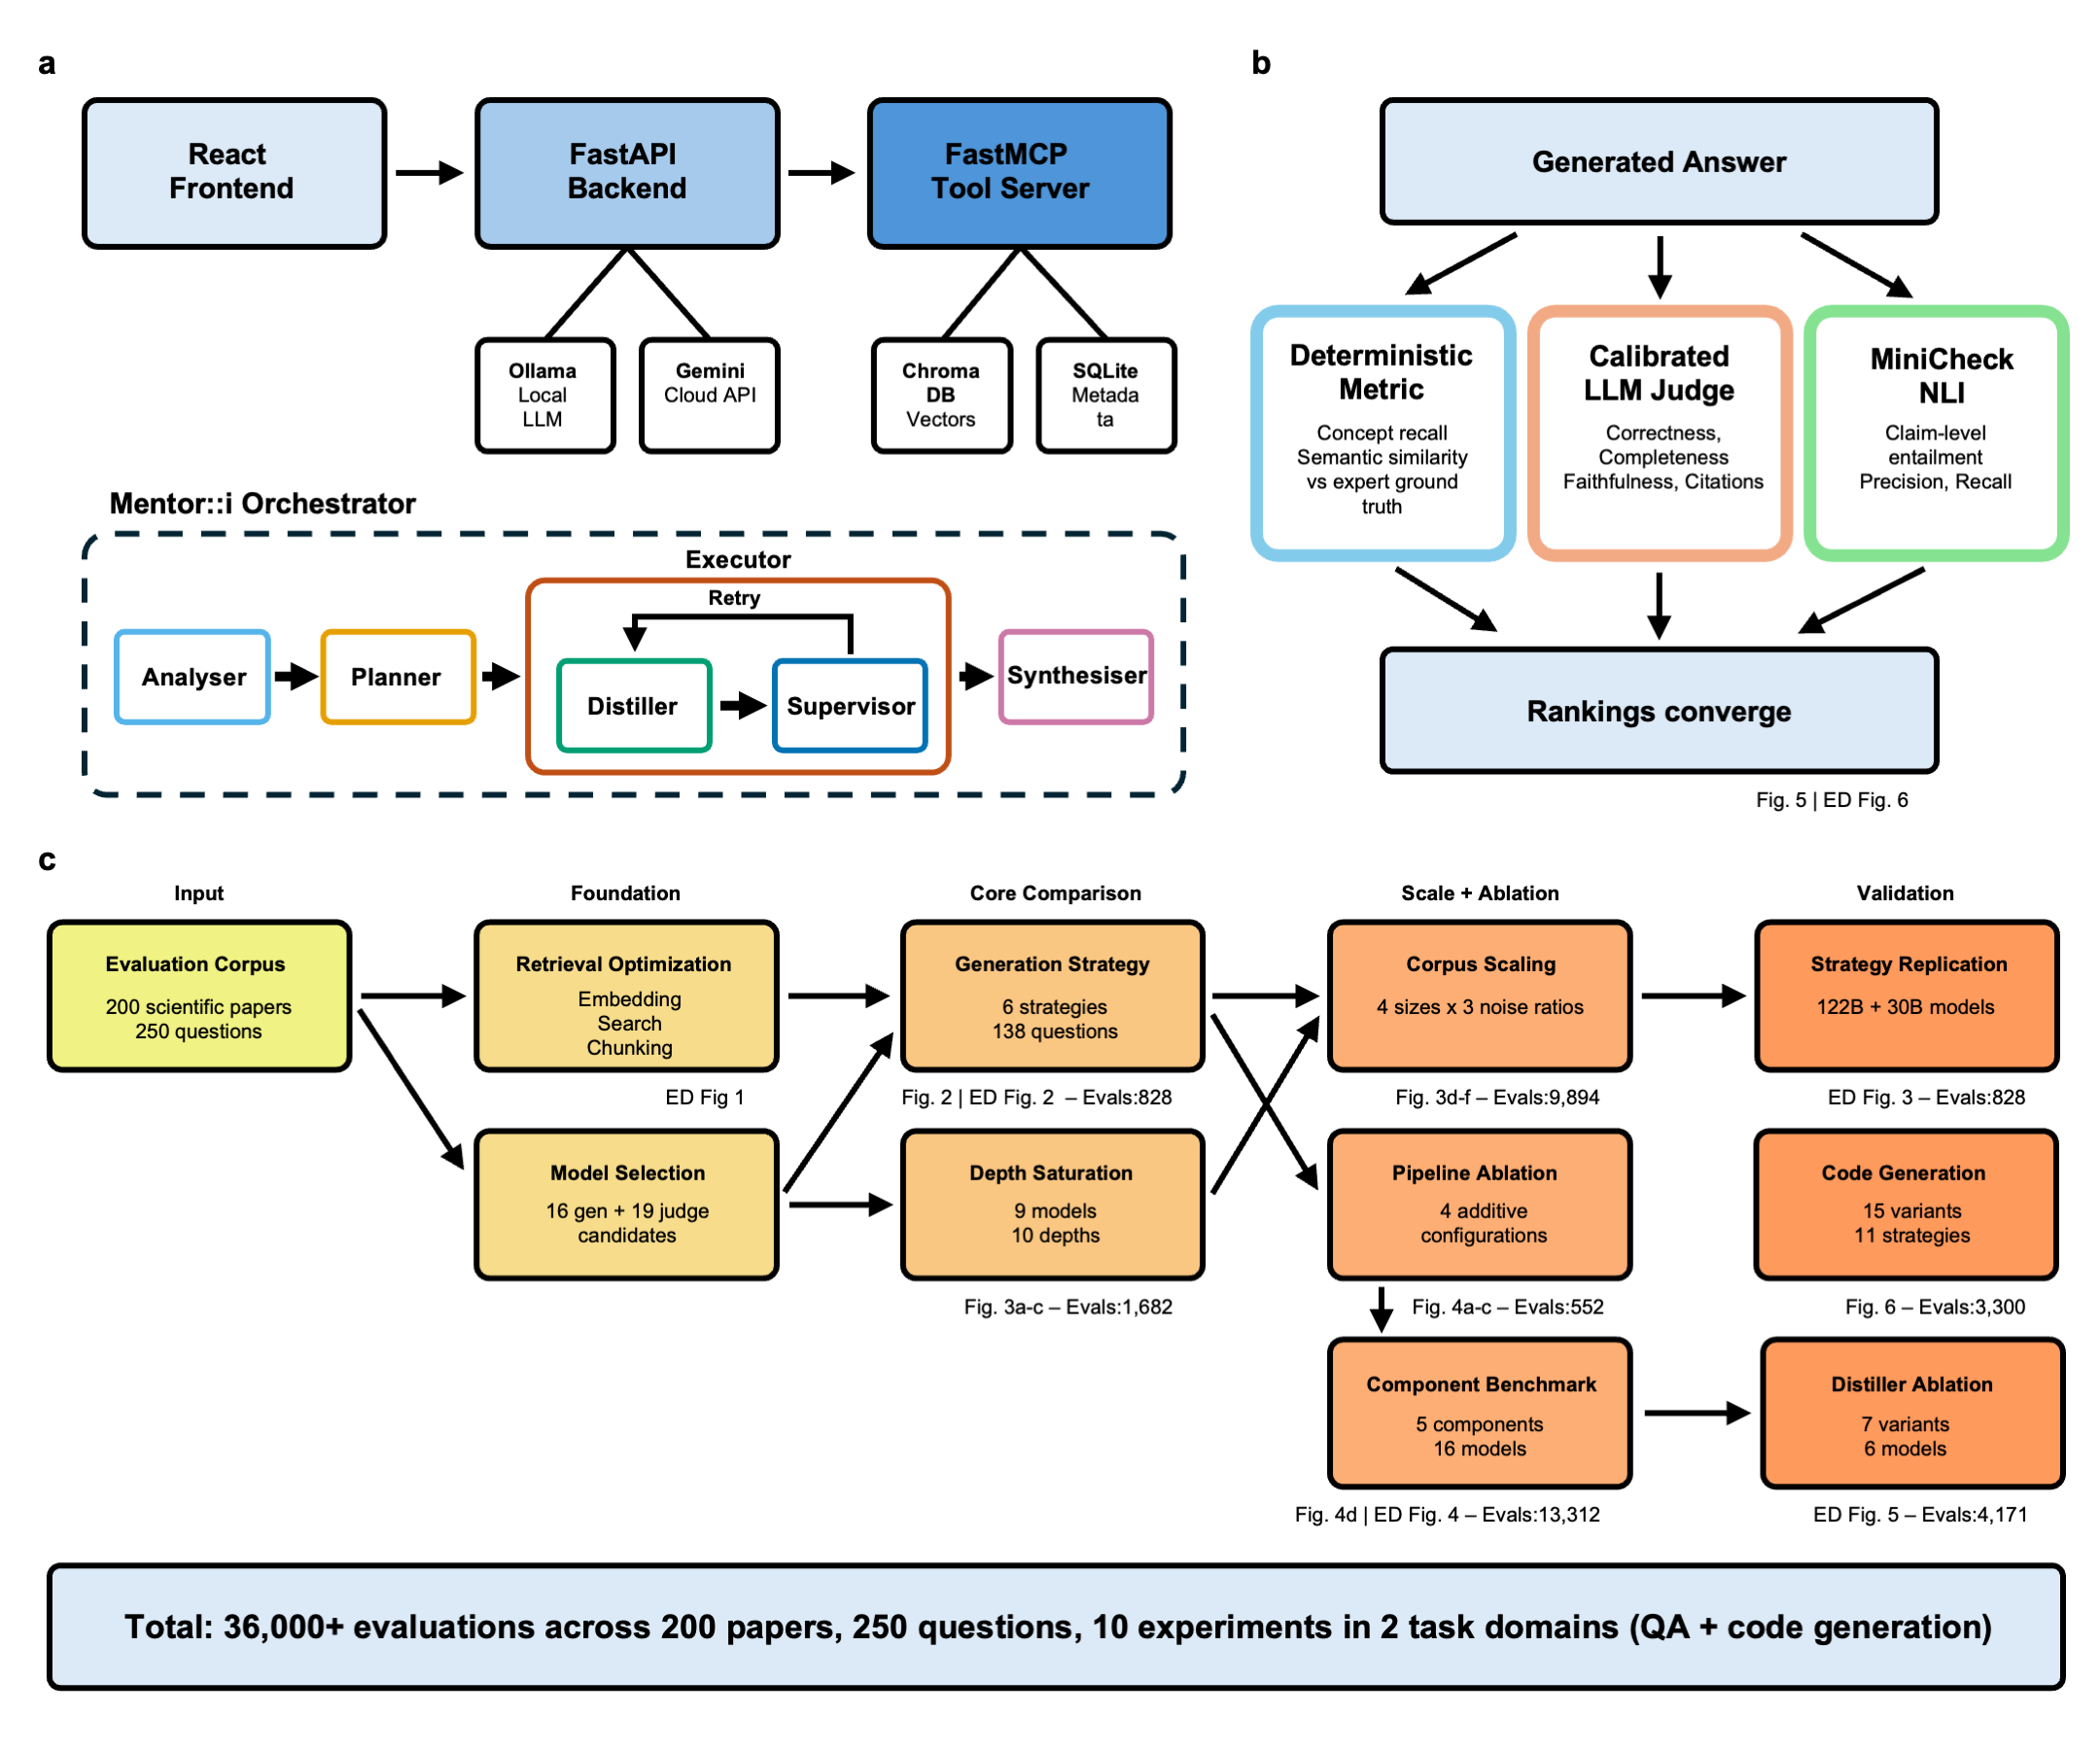 a
React
Frontend
FastAPI
Backend
FastMCP
Tool Server
Ollama
Local
LLM
Gemini
Cloud API
Chroma
DB
Vectors
SQLite
Metada
ta
Mentor::i Orchestrator
Executor
Retry
Analyser
Planner
Distiller
Supervisor
Synthesiser
b
Generated Answer
Deterministic
Metric
Concept recall
Semantic similarity
vs expert ground
truth
Calibrated
LLM Judge
Correctness,
Completeness
Faithfulness, Citations
MiniCheck
NLI
Claim-level
entailment
Precision, Recall
Rankings converge
Fig. 5 | ED Fig. 6
c
Input
Evaluation Corpus
200 scientific papers
250 questions
Foundation
Retrieval Optimization
Embedding
Search
Chunking
ED Fig 1
Model Selection
16 gen + 19 judge
candidates
Core Comparison
Generation Strategy
6 strategies
138 questions
Fig. 2 | ED Fig. 2 – Evals:828
Depth Saturation
9 models
10 depths
Fig. 3a-c – Evals:1,682
Scale + Ablation
Corpus Scaling
4 sizes x 3 noise ratios
Fig. 3d-f – Evals:9,894
Pipeline Ablation
4 additive
configurations
Fig. 4a-c – Evals:552
Component Benchmark
5 components
16 models
Fig. 4d | ED Fig. 4 – Evals:13,312
Validation
Strategy Replication
122B + 30B models
ED Fig. 3 – Evals:828
Code Generation
15 variants
11 strategies
Fig. 6 – Evals:3,300
Distiller Ablation
7 variants
6 models
ED Fig. 5 – Evals:4,171
Total: 36,000+ evaluations across 200 papers, 250 questions, 10 experiments in 2 task domains (QA + code generation)